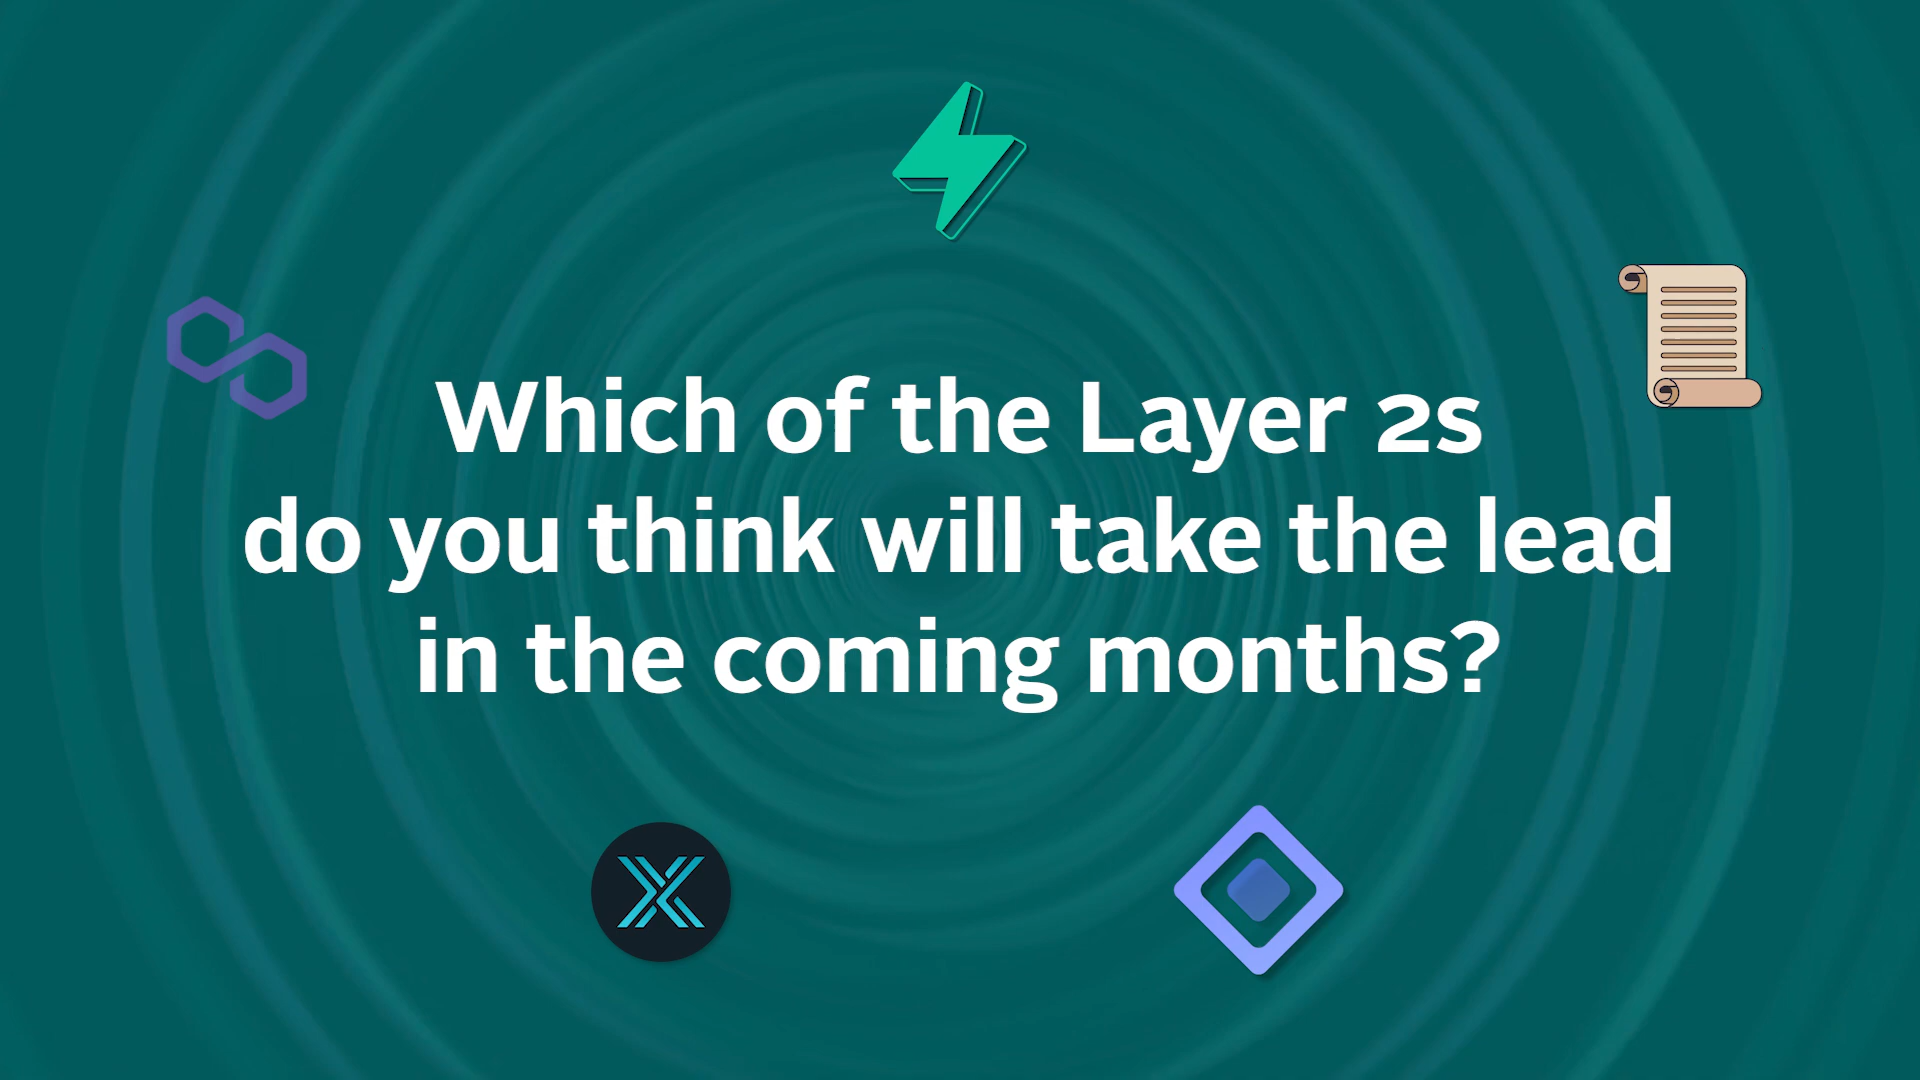 Which of the Layer 2s
do you think will take the lead
in the coming months?